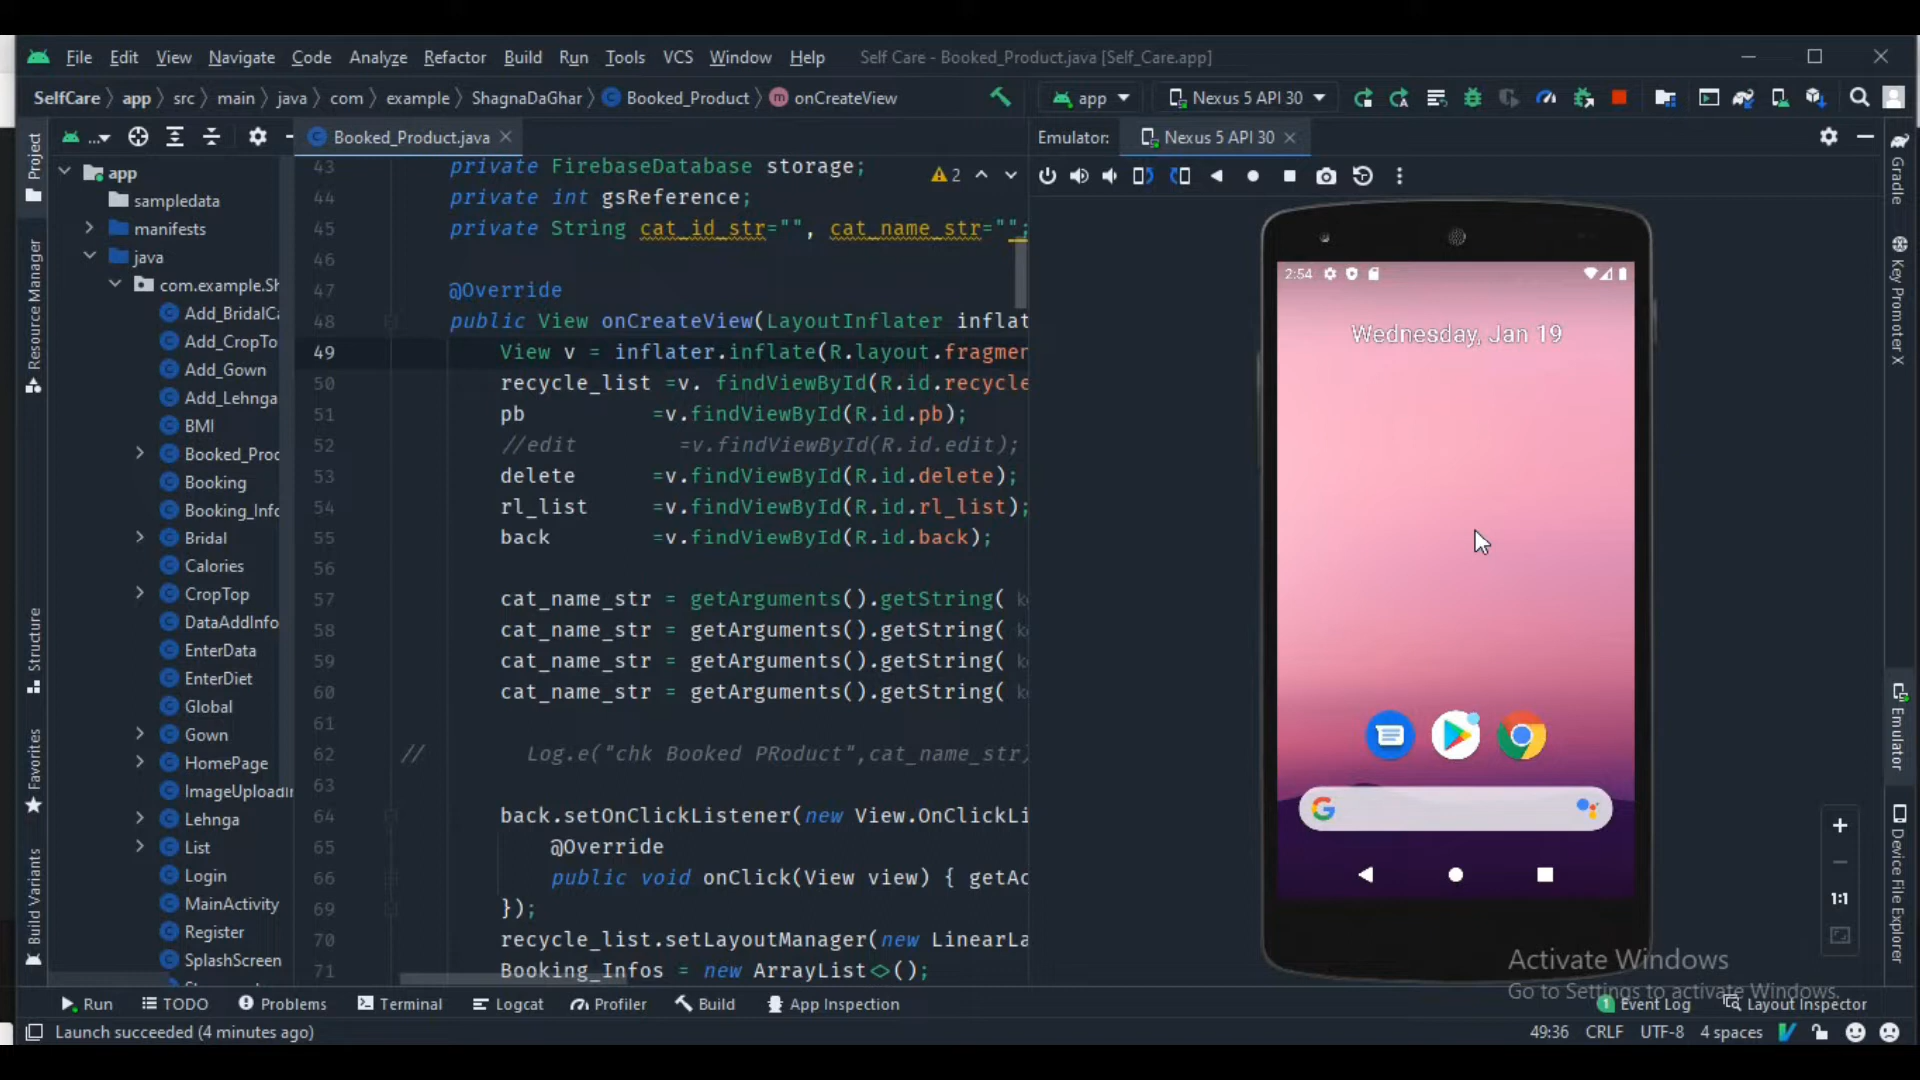 File Edit View Navigate Code Analyze Refactor Build Run Tools VCS Window Help Self Care - Booked_Product.java [Self_Care.app]
SelfCare app src main java com example ShagnaDaGhar Booked_Product onCreateView app Nexus 5 API 30
Project
Resource Manager
Structure
Favorites
Build Variants
app
sampledata
manifests
java
com.example.Sh
Add_BridalCa
Add_CropTo
Add_Gown
Add_Lehnga
BMI
Booked_Proc
Booking
Booking_Info
Bridal
Calories
CropTop
DataAddInfo
EnterData
EnterDiet
Global
Gown
HomePage
ImageUploadin
Lehnga
List
Login
MainActivity
Register
SplashScreen
Booked_Product.java
2
43 private FirebaseDatabase storage;
44 private int gsReference;
45 private String cat_id_str="", cat_name_str="";
46
47 @Override
48 public View onCreateView(LayoutInflater inflat
49 View v = inflater.inflate(R.layout.fragmen
50 recycle_list =v. findViewById(R.id.recycle
51 pb =v.findViewById(R.id.pb);
52 //edit =v.findViewById(R.id.edit);
53 delete =v.findViewById(R.id.delete);
54 rl_list =v.findViewById(R.id.rl_list);
55 back =v.findViewById(R.id.back);
56
57 cat_name_str = getArguments().getString( k
58 cat_name_str = getArguments().getString( k
59 cat_name_str = getArguments().getString( k
60 cat_name_str = getArguments().getString( k
61
62 // Log.e("chk Booked PRoduct",cat_name_str)
63
64 back.setOnClickListener(new View.OnClickLi
65 @Override
66 public void onClick(View view) { getAc
69 });
70 recycle_list.setLayoutManager(new LinearLa
71 Booking_Infos = new ArrayList<>();
Emulator: Nexus 5 API 30
2:54
Wednesday, Jan 19
1:1
Gradle
Key Promoter X
Emulator
Device File Explorer
Activate Windows
Go to Settings to activate Windows.
Run TODO Problems Terminal Logcat Profiler Build App Inspection 1 Event Log Layout Inspector
Launch succeeded (4 minutes ago) 49:36 CRLF UTF-8 4 spaces